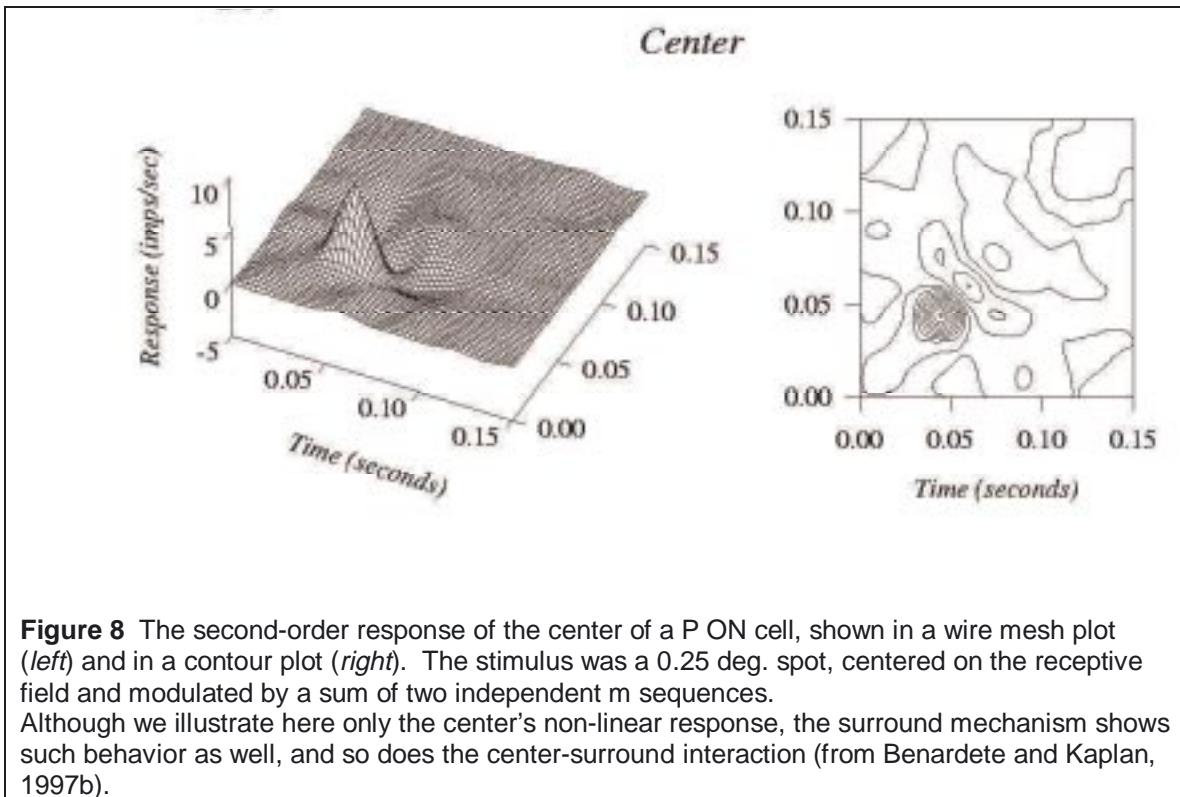 Center
Response (imps/sec)
10
5
0
-5
0.05
0.10
0.15
Time (seconds)
0.00
0.05
0.10
0.15
0.15
0.10
0.05
0.00
0.00 0.05 0.10 0.15
Time (seconds)
Figure 8 The second-order response of the center of a P ON cell, shown in a wire mesh plot
(left) and in a contour plot (right). The stimulus was a 0.25 deg. spot, centered on the receptive
field and modulated by a sum of two independent m sequences.
Although we illustrate here only the center's non-linear response, the surround mechanism shows
such behavior as well, and so does the center-surround interaction (from Benardete and Kaplan,
1997b).